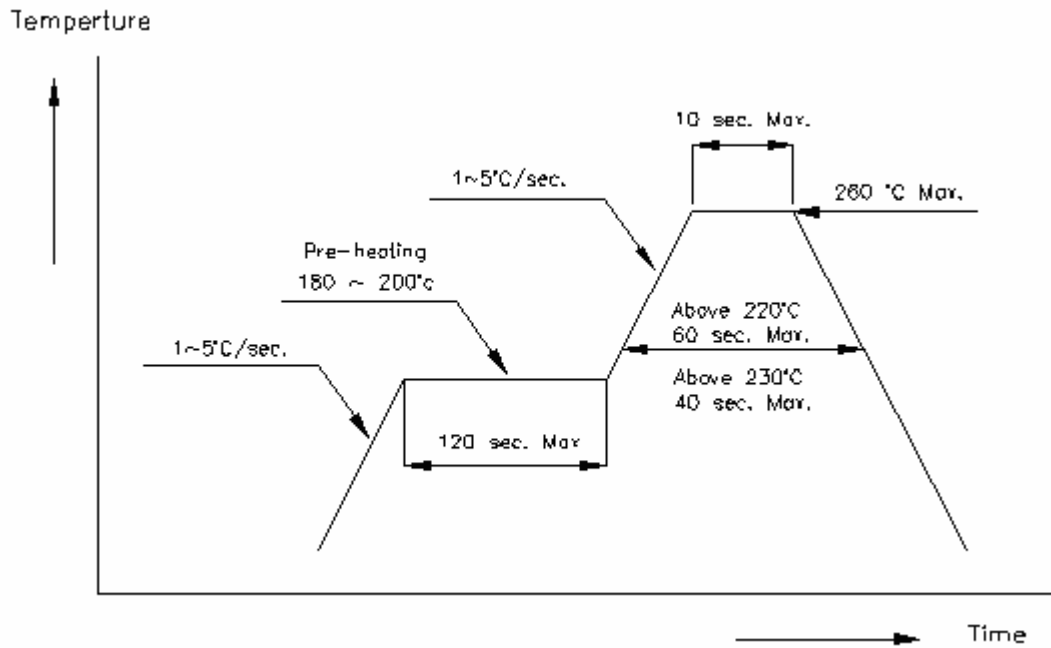 Temperture
10 sec. Max.
1~5°C/sec.
260 °C Max.
Pre-heating
180 ~ 200°c
Above 220°C
60 sec. Max.
1~5°C/sec.
Above 230°C
40 sec. Max.
120 sec. Max
Time